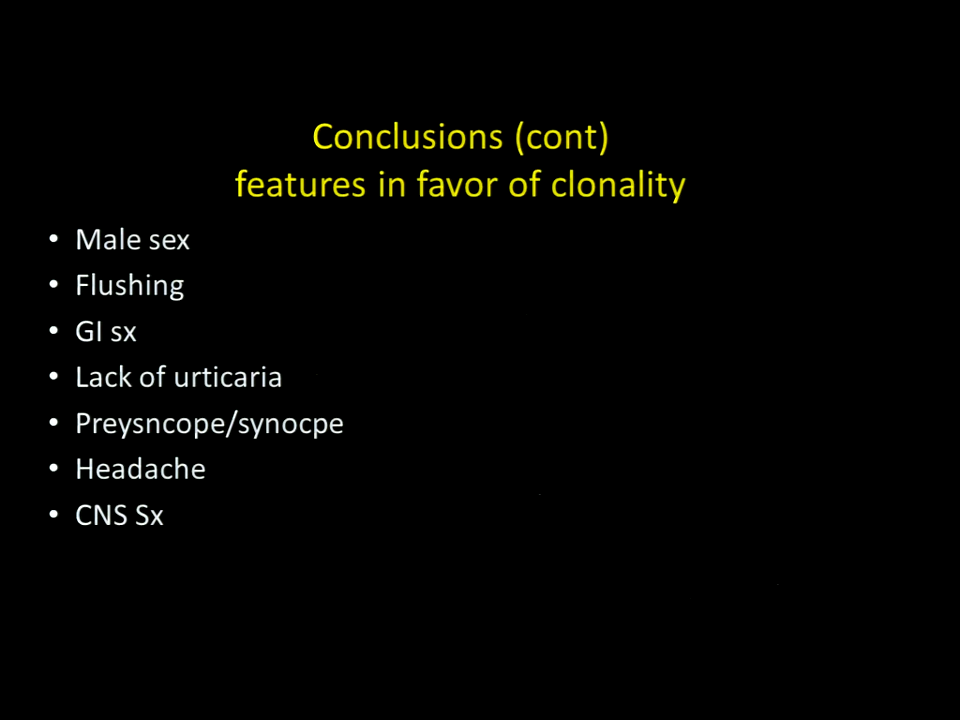 Conclusions (cont)
features in favor of clonality
• Male sex
• Flushing
• GI sx
• Lack of urticaria
• Preysncope/synocpe
• Headache
• CNS Sx